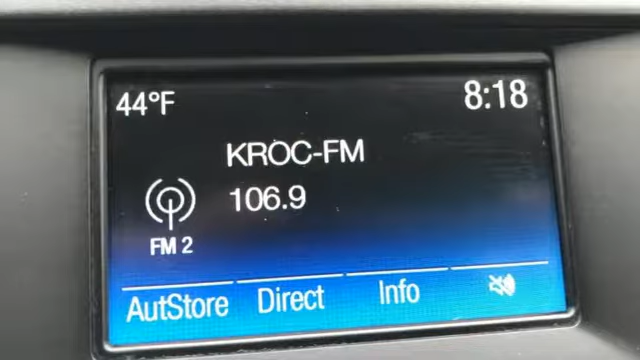 44°F 8:18
KROC-FM
106.9
FM 2
AutStore Direct Info